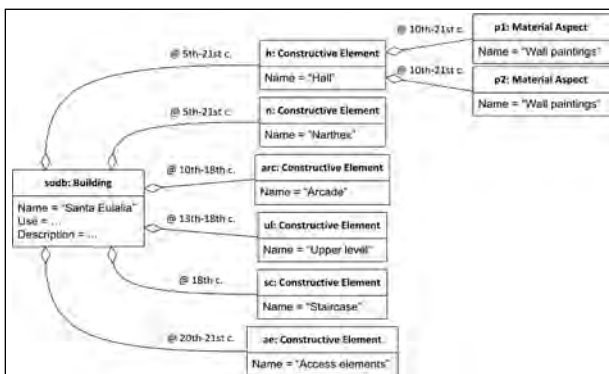 @ 10th-21st c.
p1: Material Aspect
Name = "Wall paintings"
@ 5th-21st c.
h: Constructive Element
Name = "Hall"
@ 10th-21st c.
p2: Material Aspect
Name = "Wall paintings"
@ 5th-21st c.
n: Constructive Element
Name = "Narthex"
@ 10th-18th c.
arc: Constructive Element
Name = "Arcade"
sudb: Building
Name = "Santa Eulalia"
Use = ...
Description = ...
@ 13th-18th c.
ul: Constructive Element
Name = "Upper level"
@ 18th c.
sc: Constructive Element
Name = "Staircase"
@ 20th-21st c.
ae: Constructive Element
Name = "Access elements"